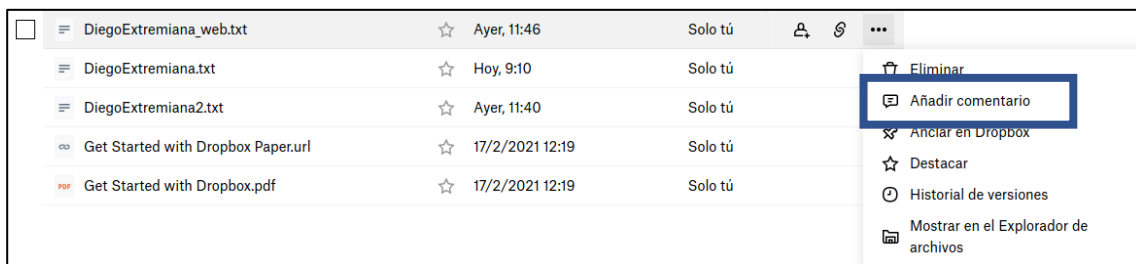 DiegoExtremiana_web.txt Ayer, 11:46 Solo tú
DiegoExtremiana.txt Hoy, 9:10 Solo tú
DiegoExtremiana2.txt Ayer, 11:40 Solo tú
Get Started with Dropbox Paper.url 17/2/2021 12:19 Solo tú
PDF Get Started with Dropbox.pdf 17/2/2021 12:19 Solo tú
Eliminar
Añadir comentario
Anclar en Dropbox
Destacar
Historial de versiones
Mostrar en el Explorador de
archivos